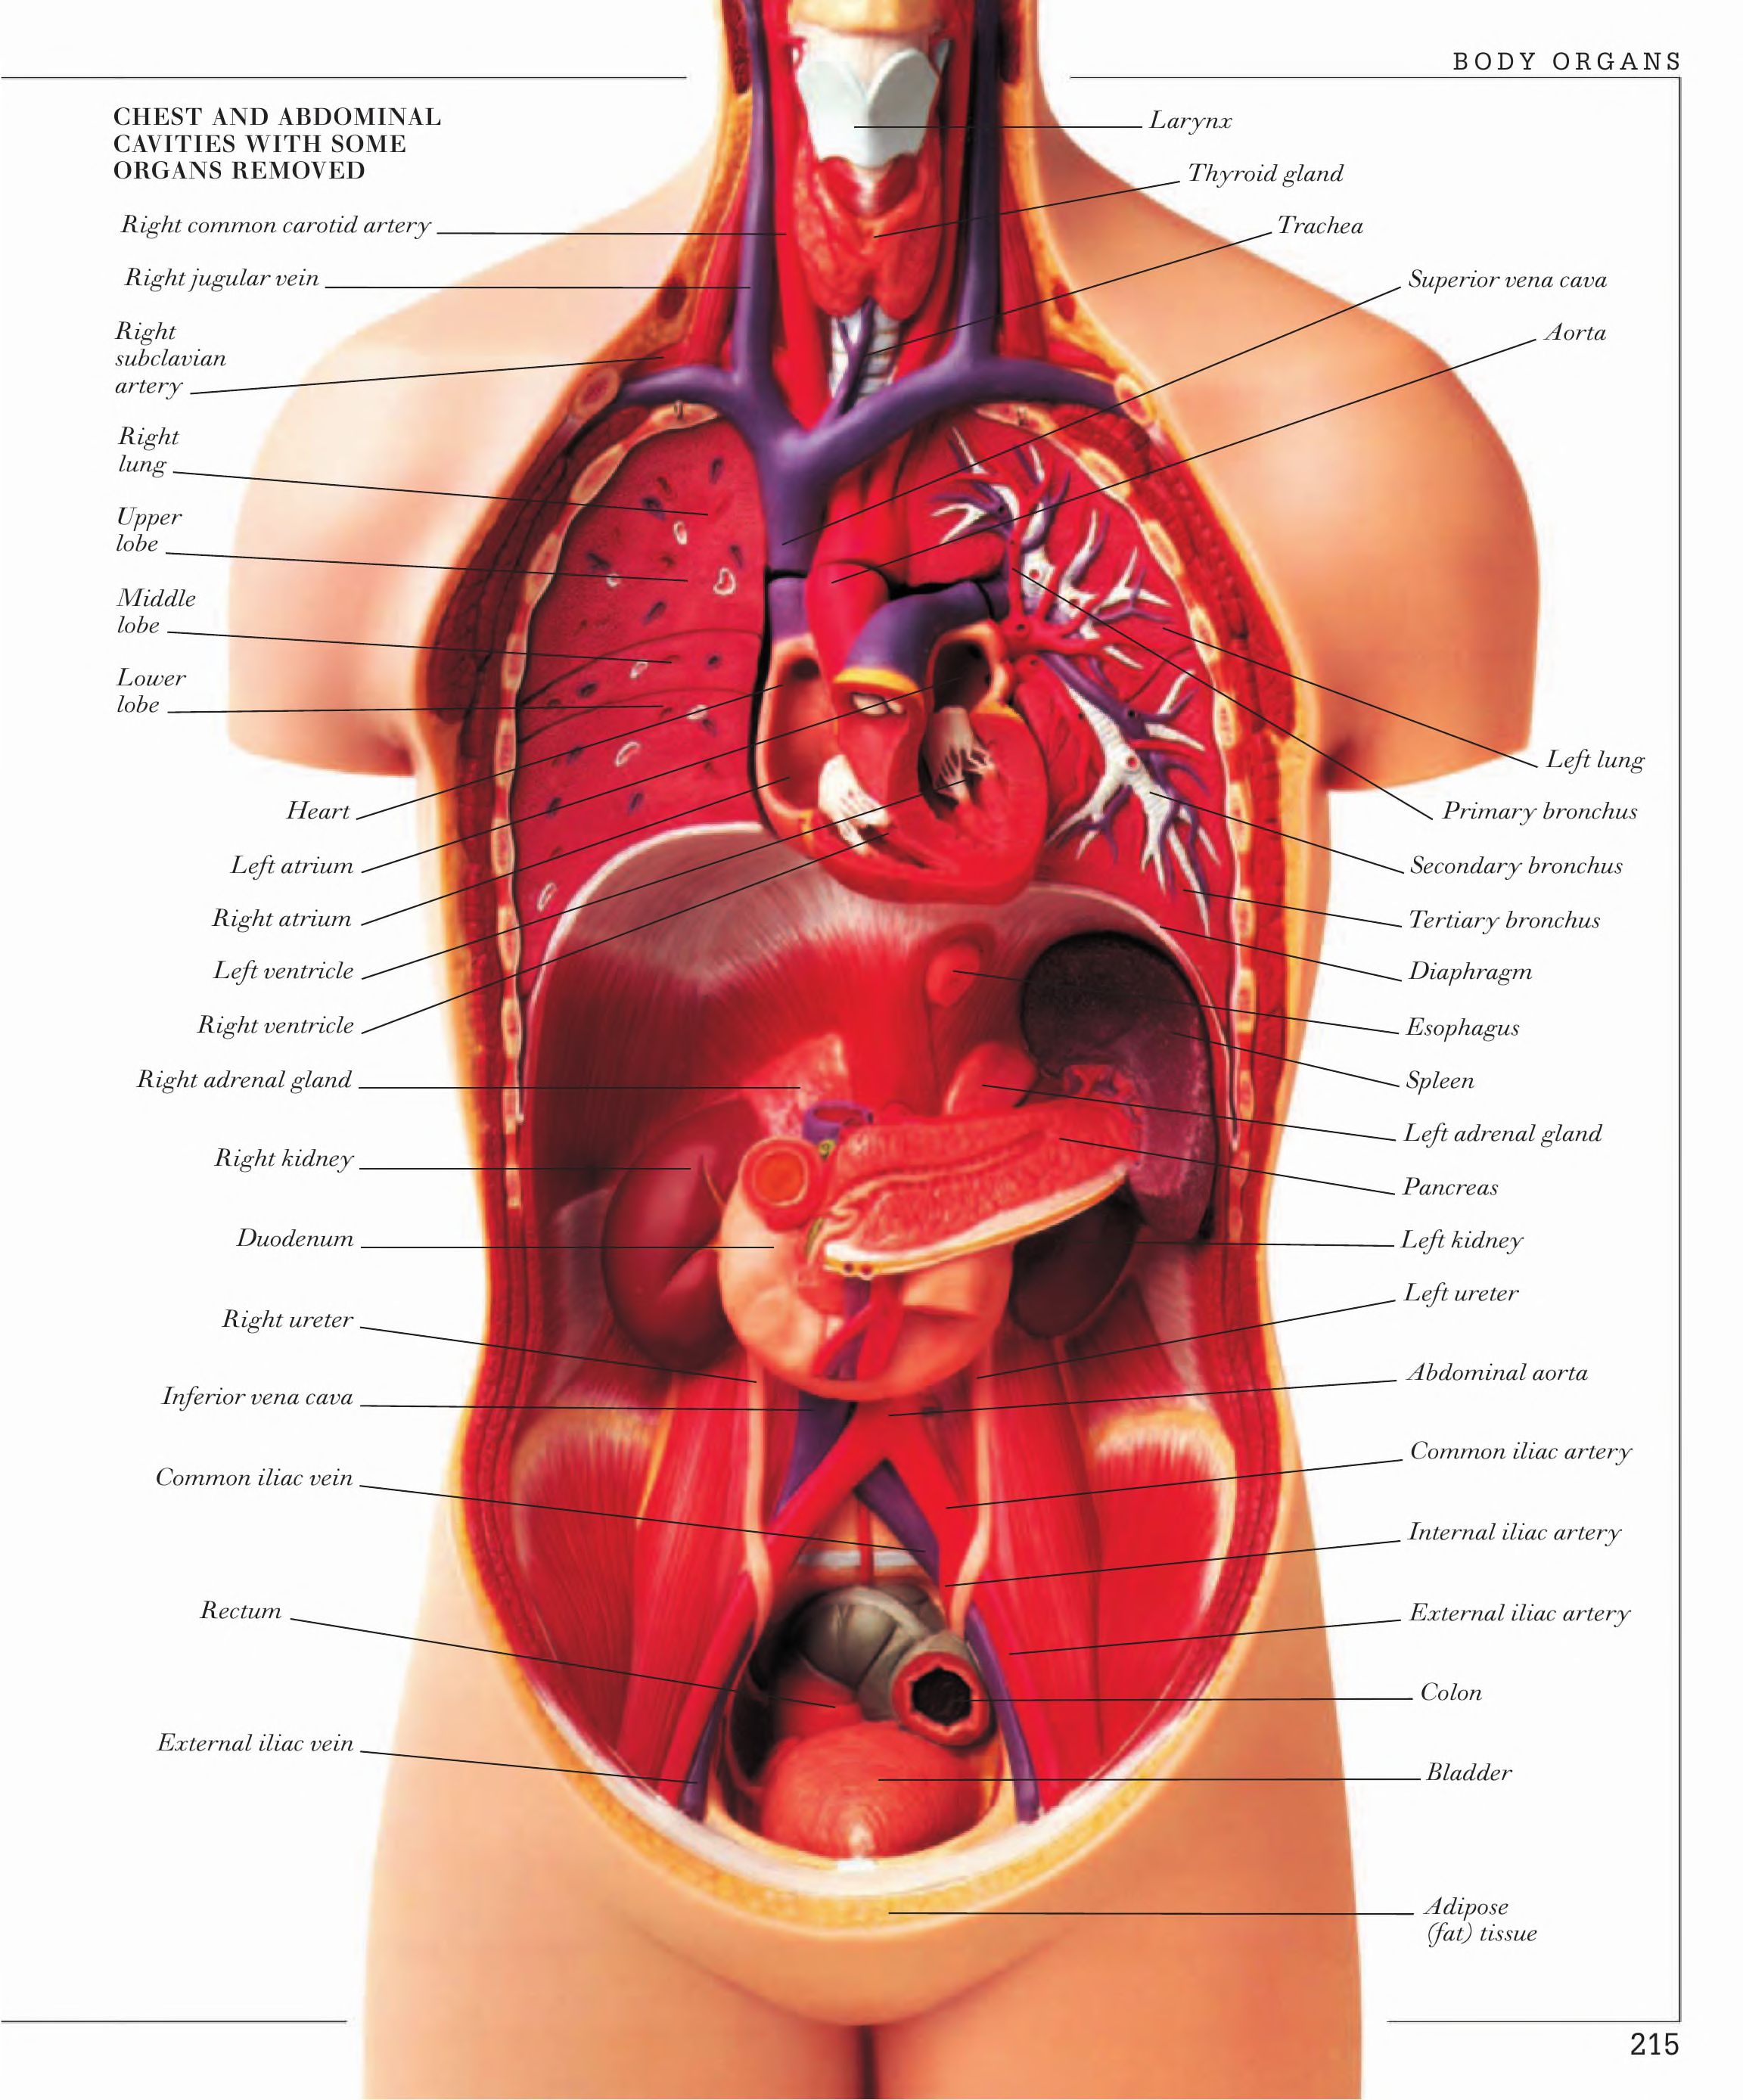 BODY ORGANS
CHEST AND ABDOMINAL
CAVITIES WITH SOME
ORGANS REMOVED
Right common carotid artery
Right jugular vein
Right
subclavian
artery
Right
lung
Upper
lobe
Middle
lobe
Lower
lobe
Heart
Left atrium
Right atrium
Left ventricle
Right ventricle
Right adrenal gland
Right kidney
Duodenum
Right ureter
Inferior vena cava
Common iliac vein
Rectum
External iliac vein
Larynx
Thyroid gland
Trachea
Superior vena cava
Aorta
Left lung
Primary bronchus
Secondary bronchus
Tertiary bronchus
Diaphragm
Esophagus
Spleen
Left adrenal gland
Pancreas
Left kidney
Left ureter
Abdominal aorta
Common iliac artery
Internal iliac artery
External iliac artery
Colon
Bladder
Adipose
(fat) tissue
215